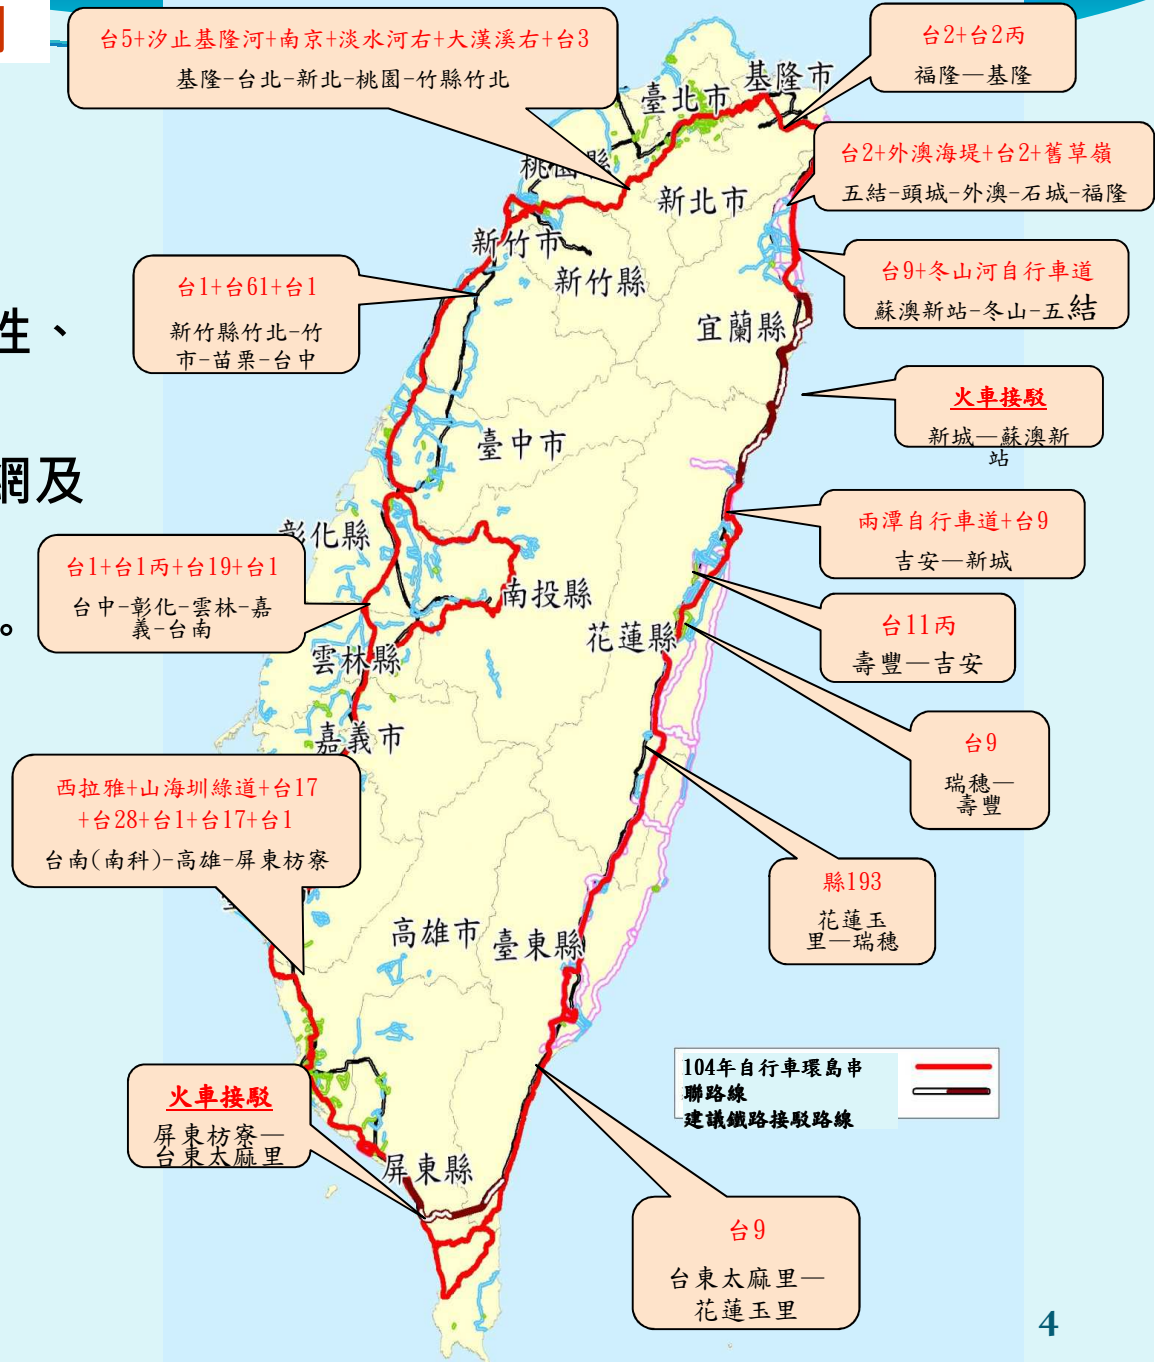 台5+汐止基隆河+南京+淡水河右+大漢溪右+台3
基隆-台北-新北-桃園-竹縣竹北
台2+台2丙
福隆—基隆
基隆市
臺北市
台2+外澳海堤+台2+舊草嶺
五結-頭城-外澳-石城-福隆
桃園縣
新北市
新竹市
新竹縣
台9+冬山河自行車道
蘇澳新站-冬山-五結
台1+台61+台1
新竹縣竹北-竹
市-苗栗-台中
性、
宜蘭縣
火車接駁
新城—蘇澳新
站
臺中市
網及
兩潭自行車道+台9
吉安—新城
彰化縣
台1+台1丙+台19+台1
台中-彰化-雲林-嘉
義-台南
南投縣
台11丙
壽豐—吉安
花蓮縣
。
雲林縣
嘉義市
台9
瑞穗—
壽豐
西拉雅+山海圳綠道+台17
+台28+台1+台17+台1
台南(南科)-高雄-屏東枋寮
縣193
花蓮玉
里—瑞穗
高雄市
臺東縣
104年自行車環島串
聯路線
建議鐵路接駁路線
火車接駁
屏東枋寮—
台東太麻里
屏東縣
台9
台東太麻里—
花蓮玉里
4